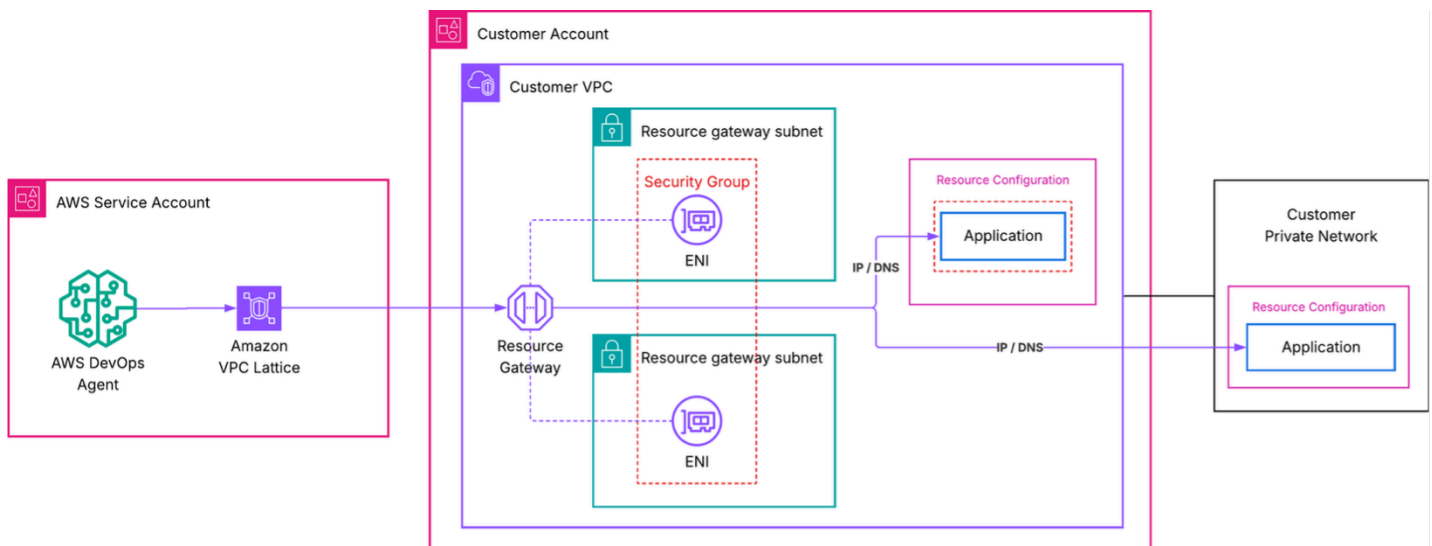 Customer Account
Customer VPC
Resource gateway subnet
Security Group
ENI
AWS Service Account
AWS DevOps
Agent
Amazon
VPC Lattice
Resource
Gateway
Resource gateway subnet
ENI
Resource Configuration
Application
IP / DNS
IP / DNS
Customer
Private Network
Resource Configuration
Application